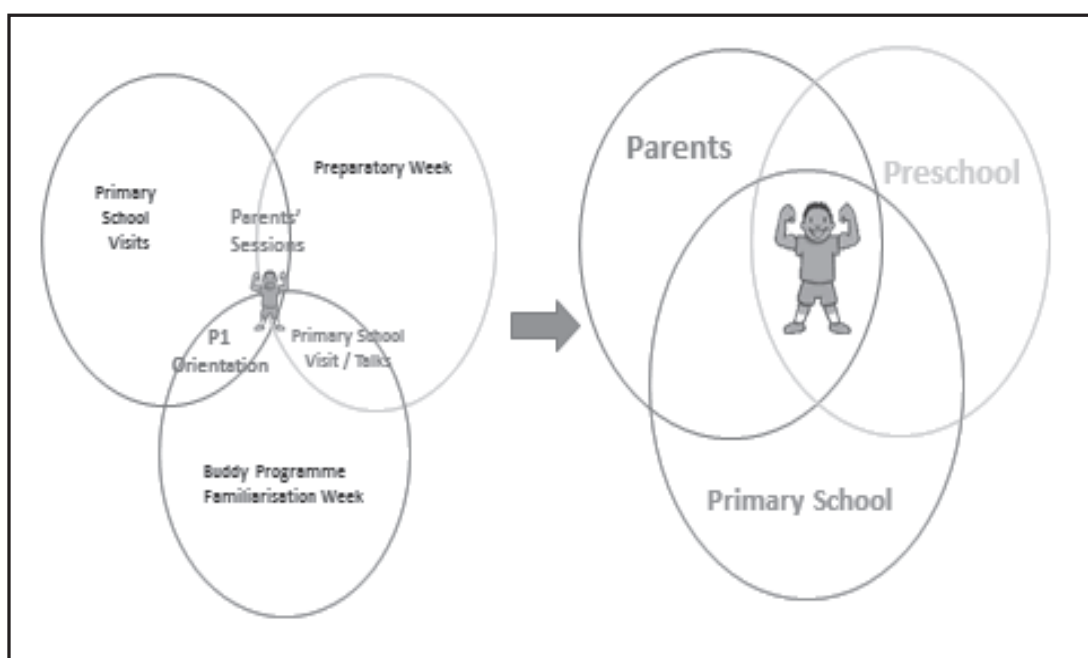 Primary
School
Visits
Preparatory Week
Parents'
Sessions
P1
Orientation
Primary School
Visit / Talks
Buddy Programme
Familiarisation Week
Parents
Preschool
Primary School